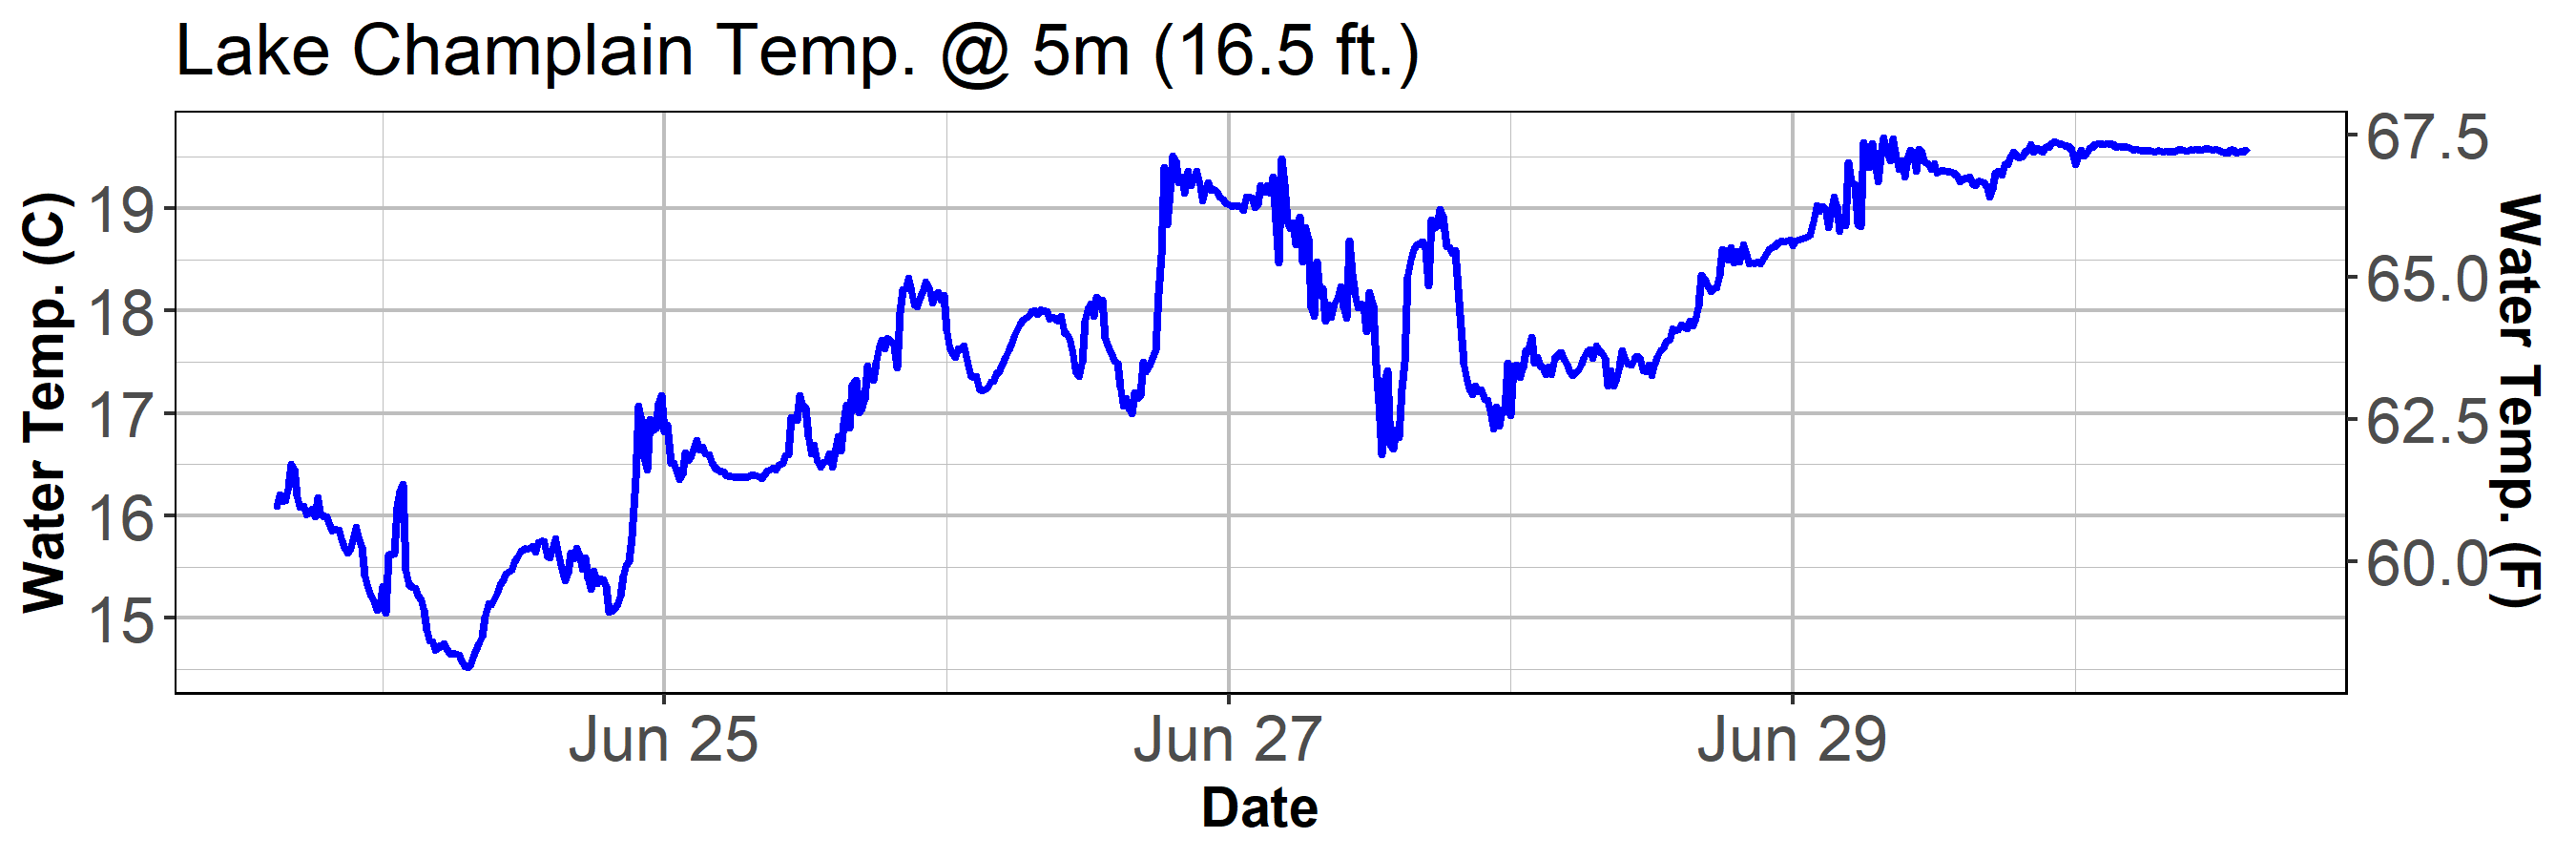 Lake Champlain Temp. @ 5m (16.5 ft.)
Water Temp. (C)
19
18
17
16
15
67.5
65.0
62.5
60.0
Water Temp. (F)
Jun 25
Jun 27
Jun 29
Date